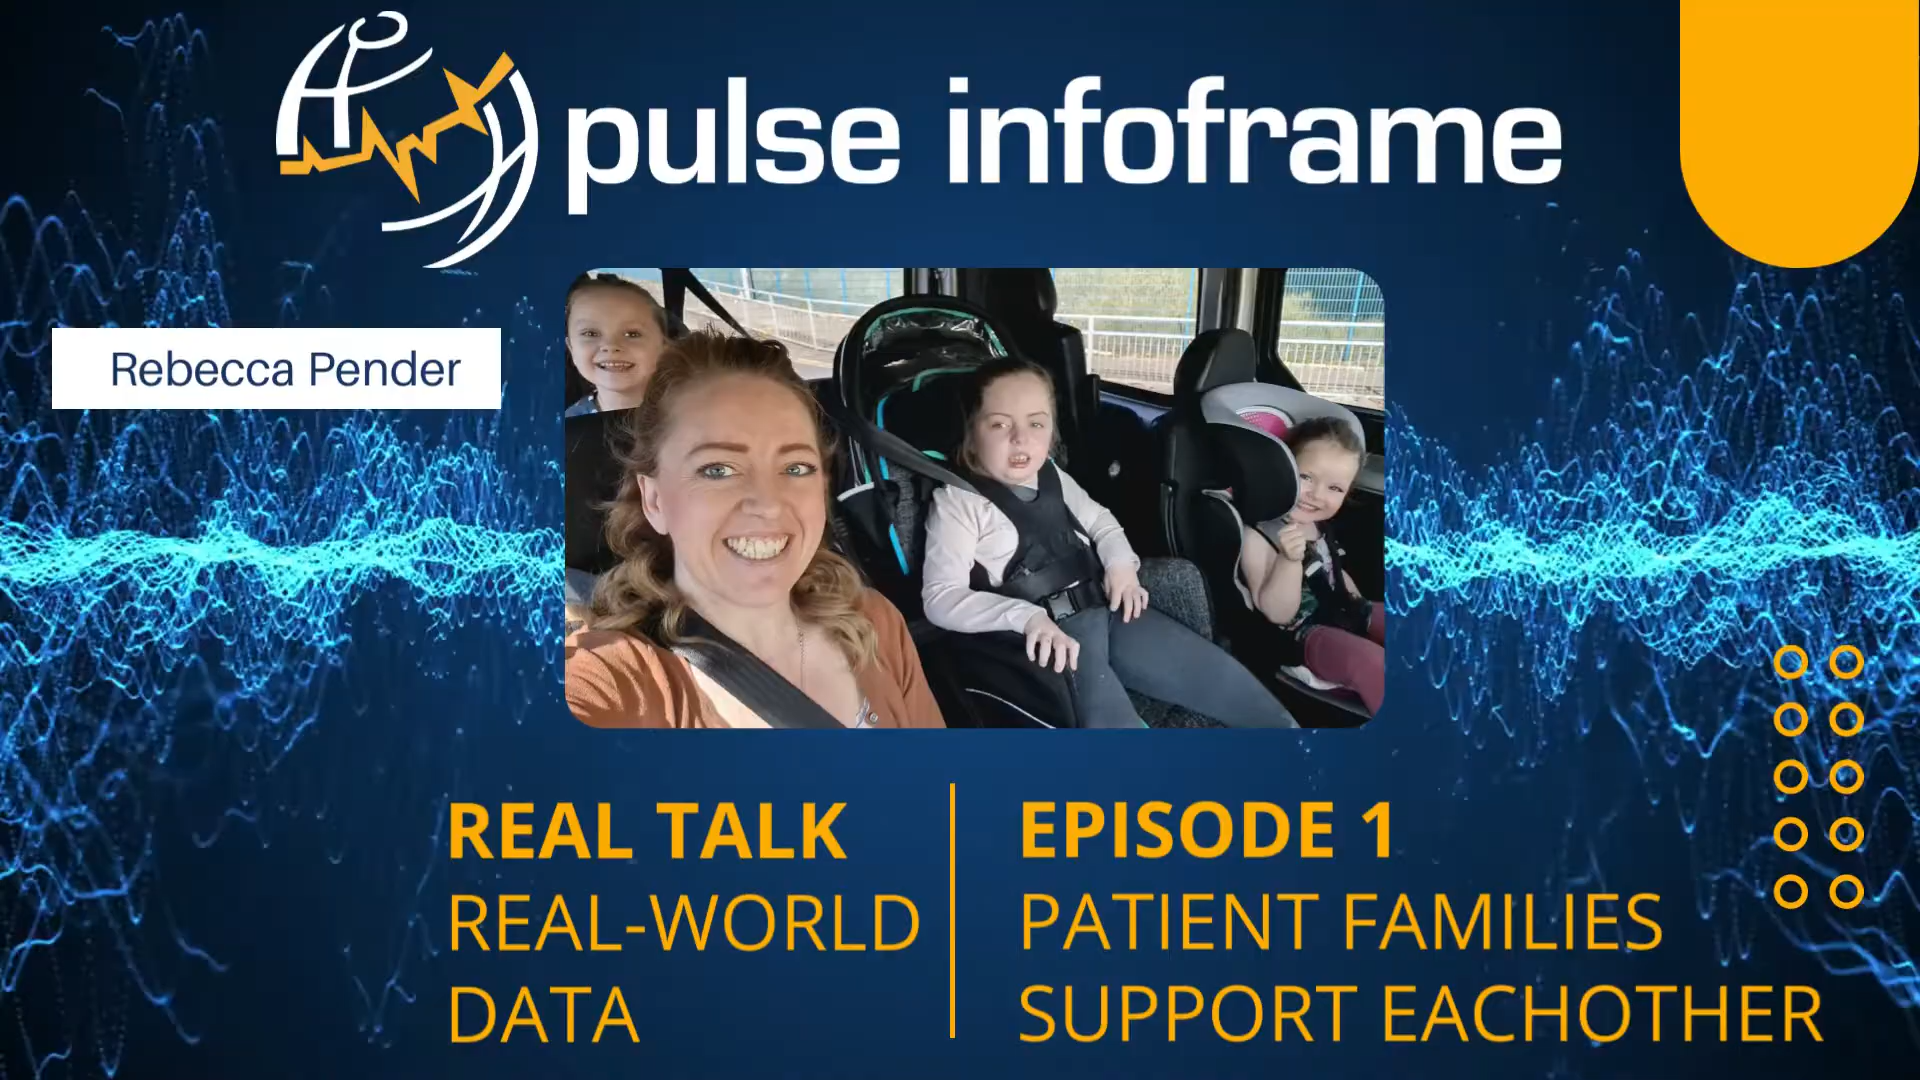 pulse infoframe
Rebecca Pender
REAL TALK
REAL-WORLD
DATA
EPISODE 1
PATIENT FAMILIES
SUPPORT EACHOTHER